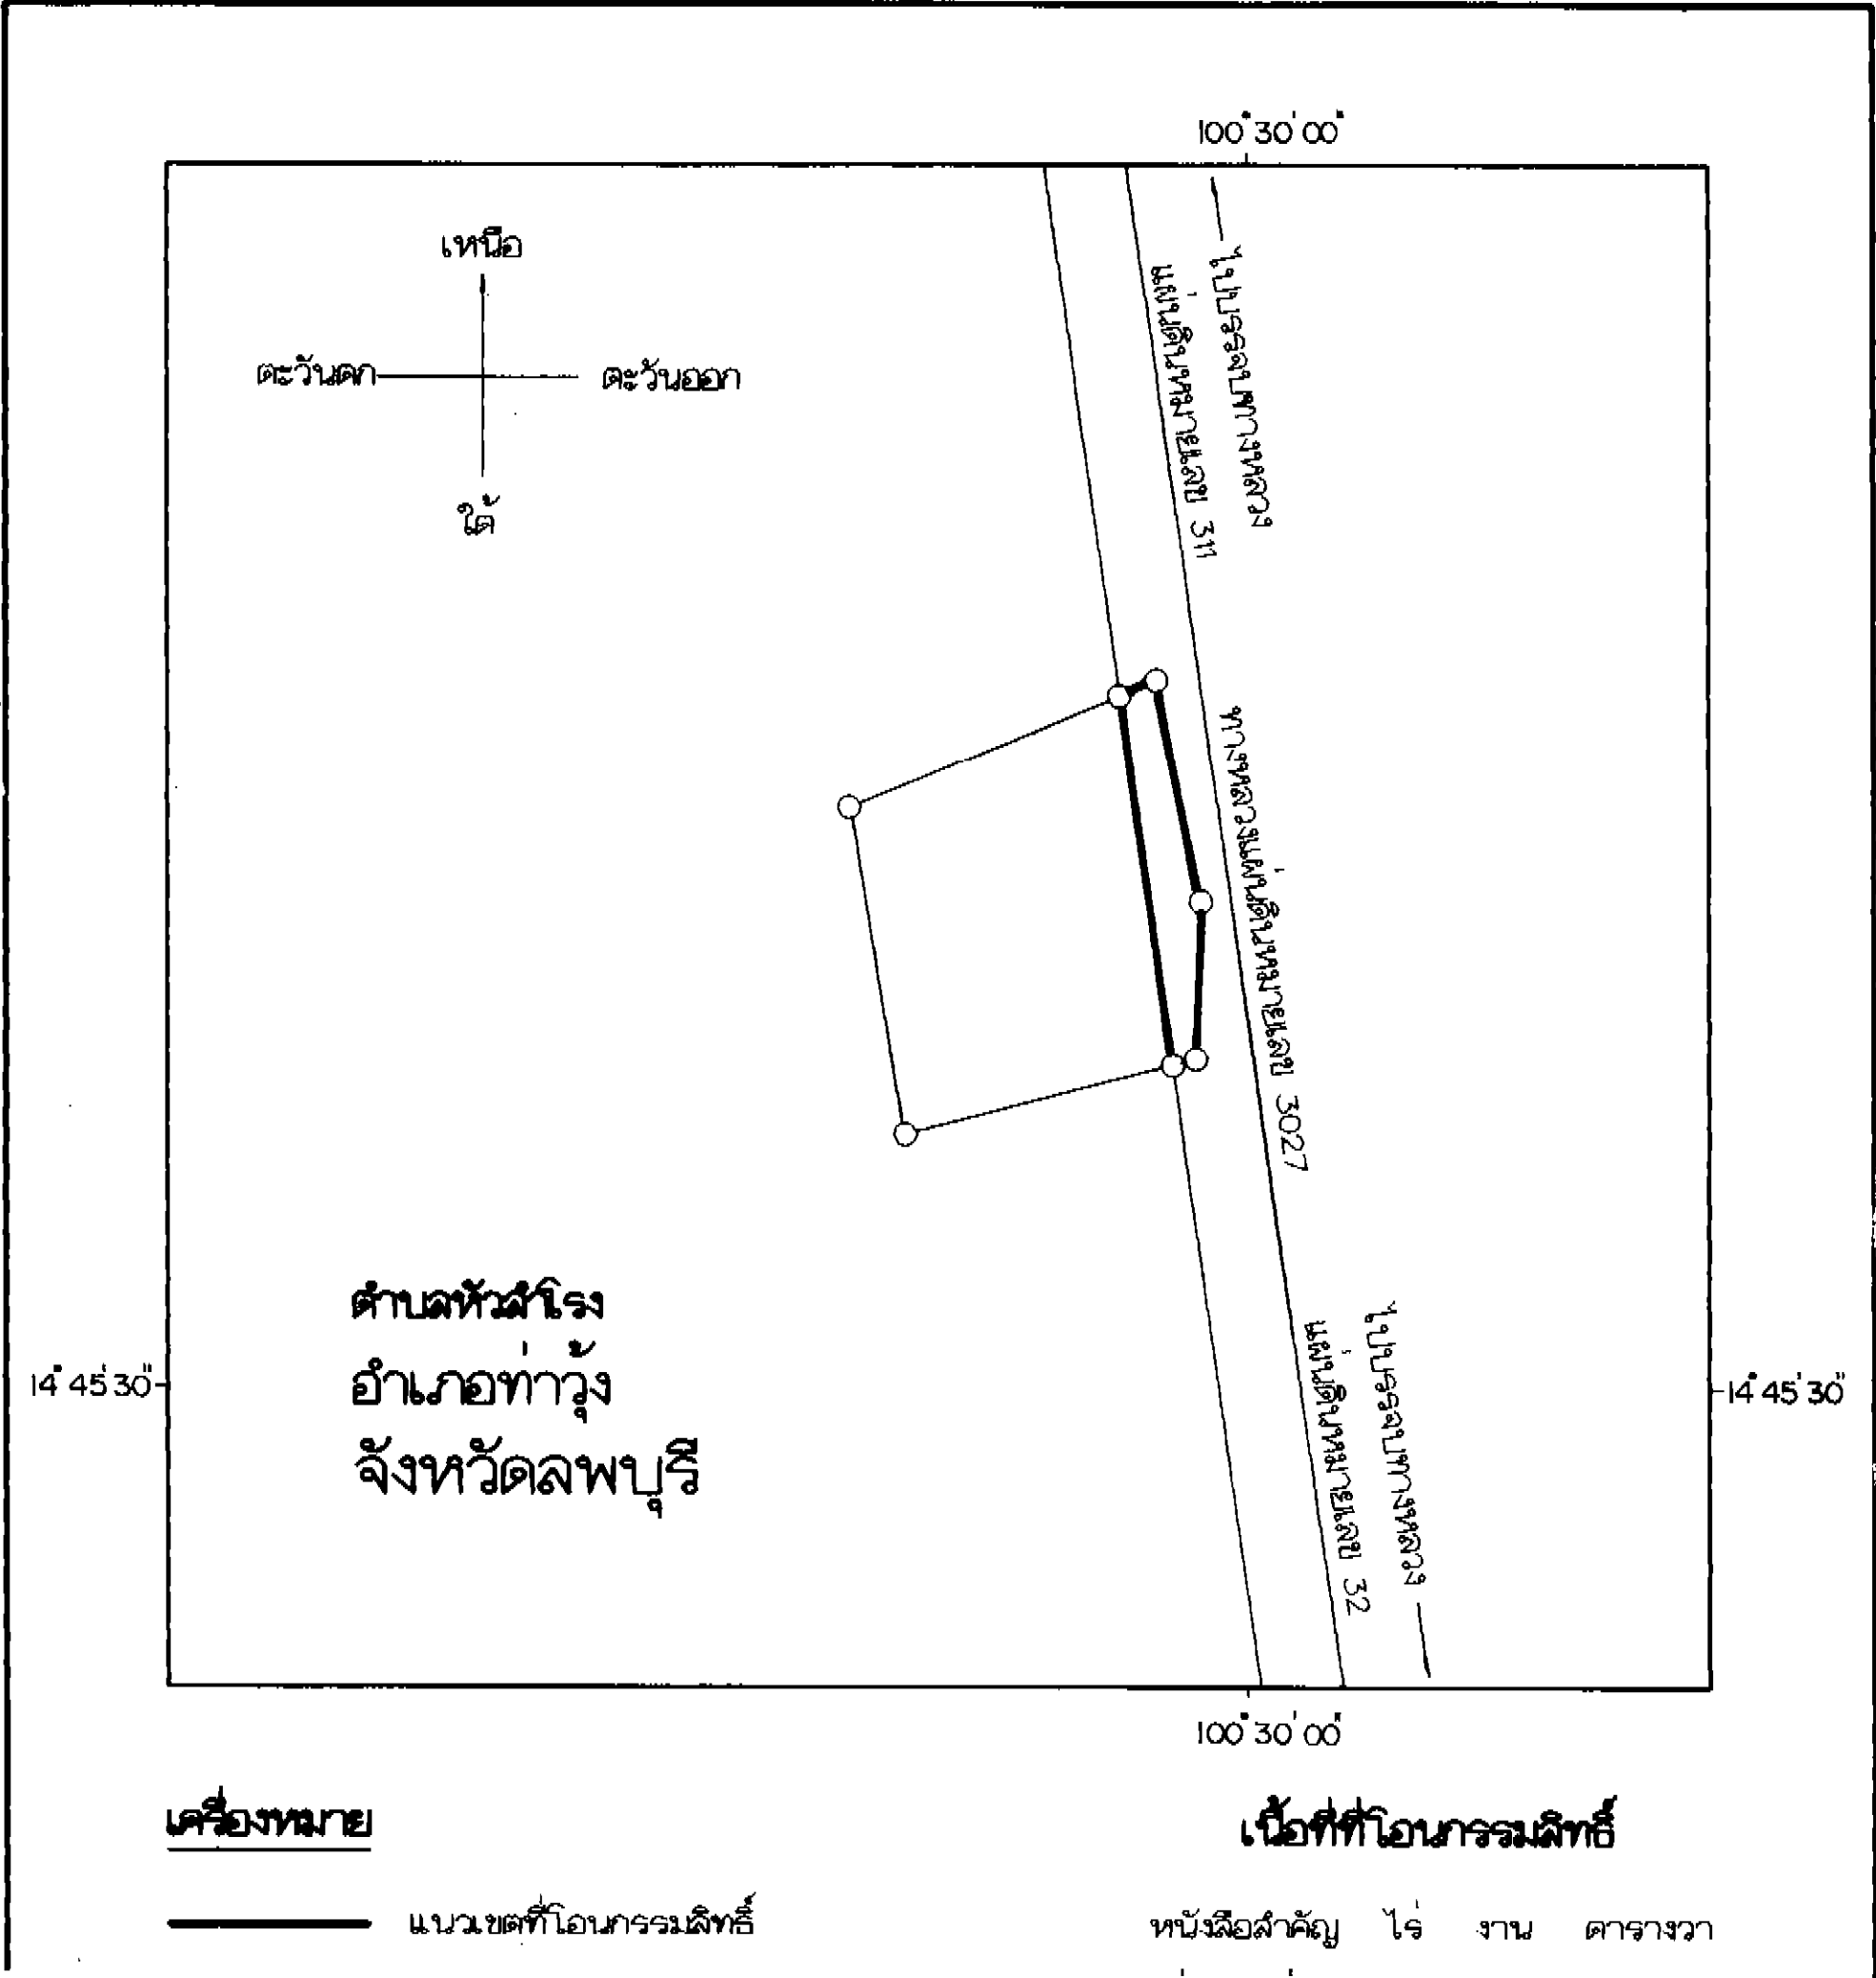 100° 30' 00"
เหนือ
ตะวันตก
ตะวันออก
ใต้
ไปบรรจบทางหลวง
แผ่นดินหมายเลข 311
ทางหลวงแผ่นดินหมายเลข 3027
ไปบรรจบทางหลวง
แผ่นดินหมายเลข 32
ตำบลหัวสำโรง
อำเภอท่าวุ้ง
จังหวัดลพบุรี
14° 45' 30"
14° 45' 30"
100° 30' 00"
เครื่องหมาย
เนื้อที่ที่โอนกรรมสิทธิ์
แนวเขตที่โอนกรรมสิทธิ์
หนังสือสำคัญ ไร่ งาน ตารางวา